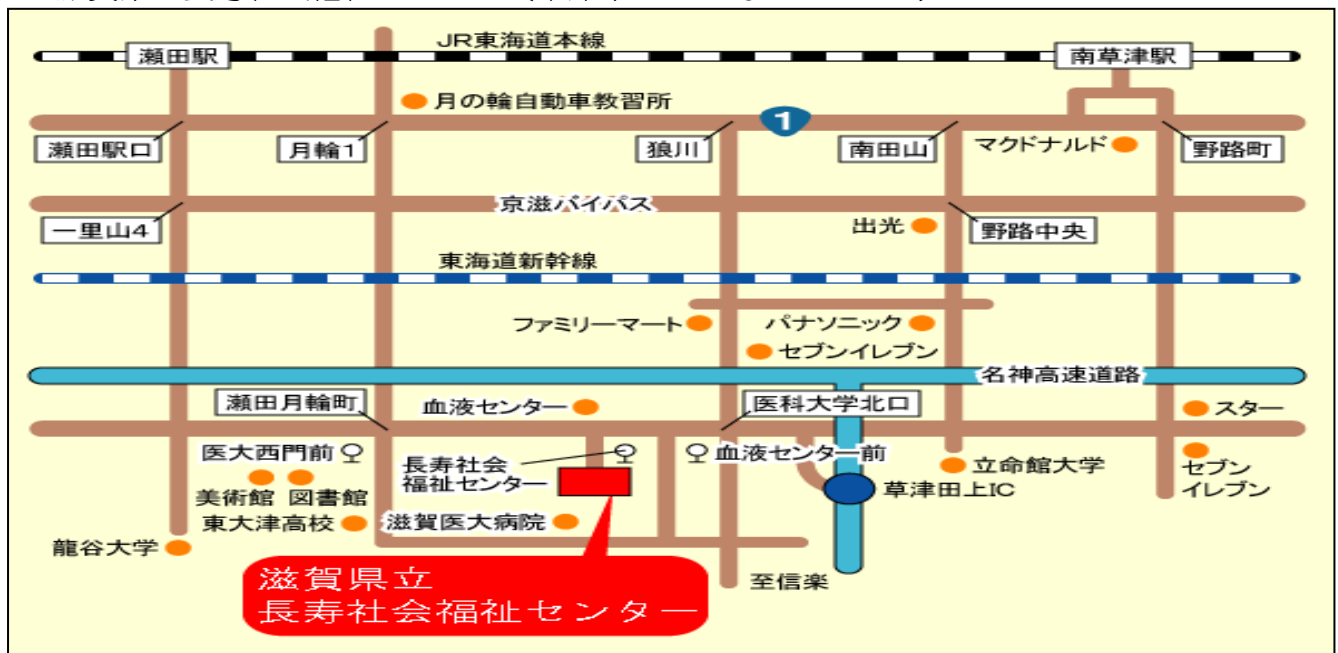 JR東海道本線
瀬田駅
南草津駅
月の輪自動車教習所
1
瀬田駅口
月輪1
狼川
南田山
マクドナルド
野路町
京滋バイパス
一里山4
出光
野路中央
東海道新幹線
ファミリーマート
パナソニック
セブンイレブン
名神高速道路
瀬田月輪町
血液センター
医科大学北口
スター
医大西門前
長寿社会
福祉センター
血液センター前
立命館大学
セブン
イレブン
美術館
図書館
草津田上IC
東大津高校
滋賀医大病院
龍谷大学
至信楽
滋賀県立
長寿社会福祉センター